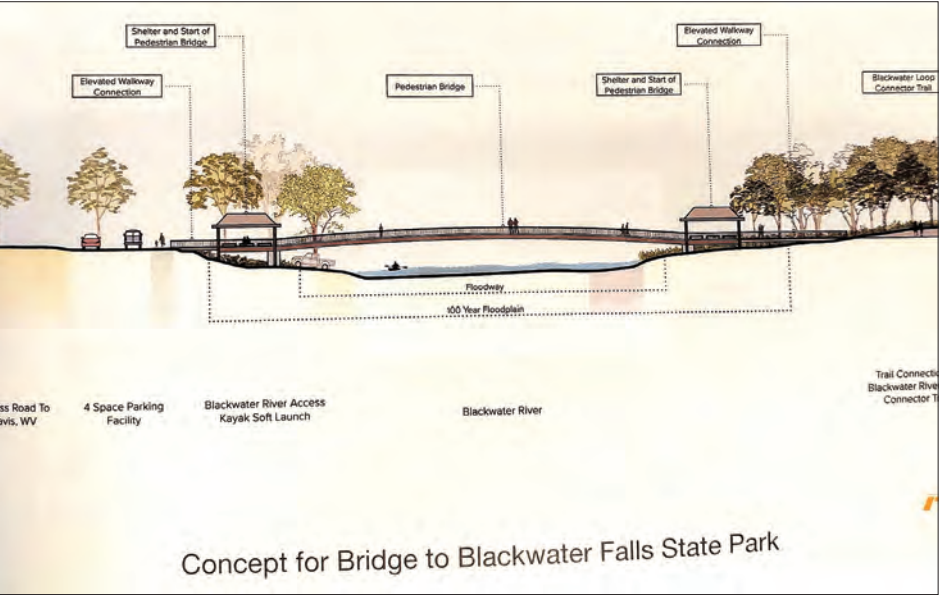 Shelter and Start of
Pedestrian Bridge
Elevated Walkway
Connection
Elevated Walkway
Connection
Pedestrian Bridge
Shelter and Start of
Pedestrian Bridge
Blackwater Loop
Connector Trail
Floodway
100 Year Floodplain
ss Road To
avis, WV
4 Space Parking
Facility
Blackwater River Access
Kayak Soft Launch
Blackwater River
Trail Connectio
Blackwater River
Connector T
Concept for Bridge to Blackwater Falls State Park